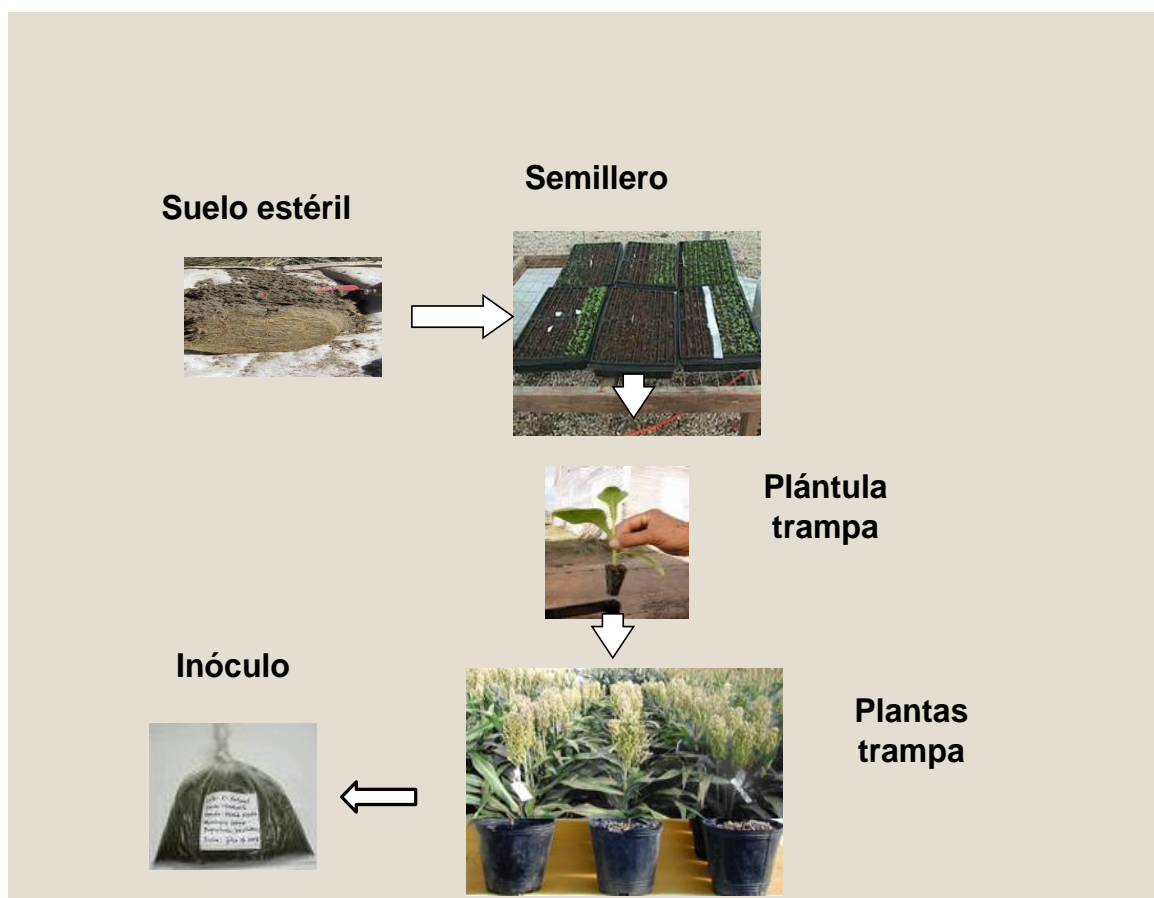 Semillero
Suelo estéril
Plántula
trampa
Inóculo
Plantas
trampa